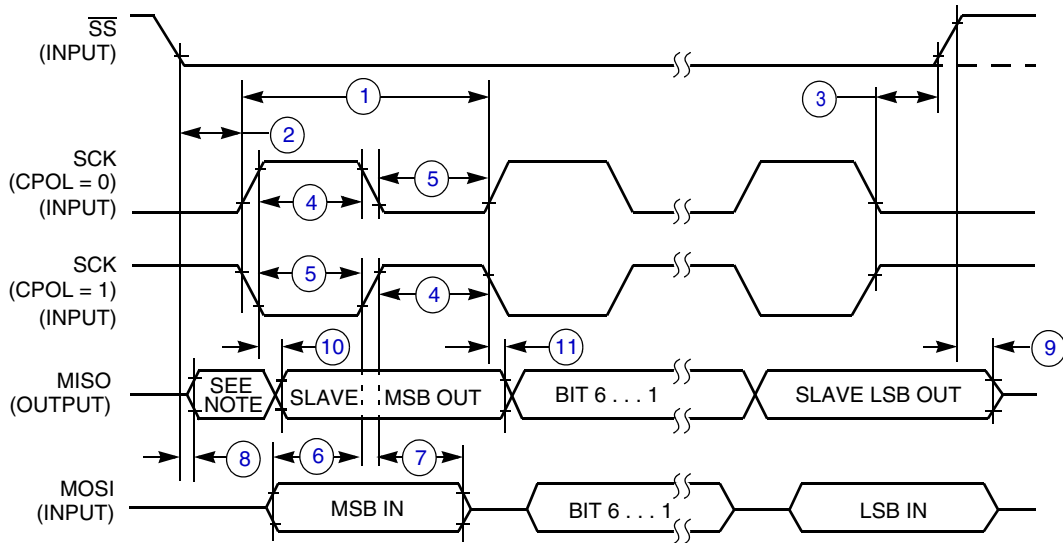 SS
(INPUT)
1
3
2
SCK
(CPOL = 0)
(INPUT)
5
4
SCK
(CPOL = 1)
(INPUT)
5
4
10
11
9
MISO
(OUTPUT)
SEE
NOTE
SLAVE
MSB OUT
BIT 6 . . . 1
SLAVE LSB OUT
8
6
7
MOSI
(INPUT)
MSB IN
BIT 6 . . . 1
LSB IN